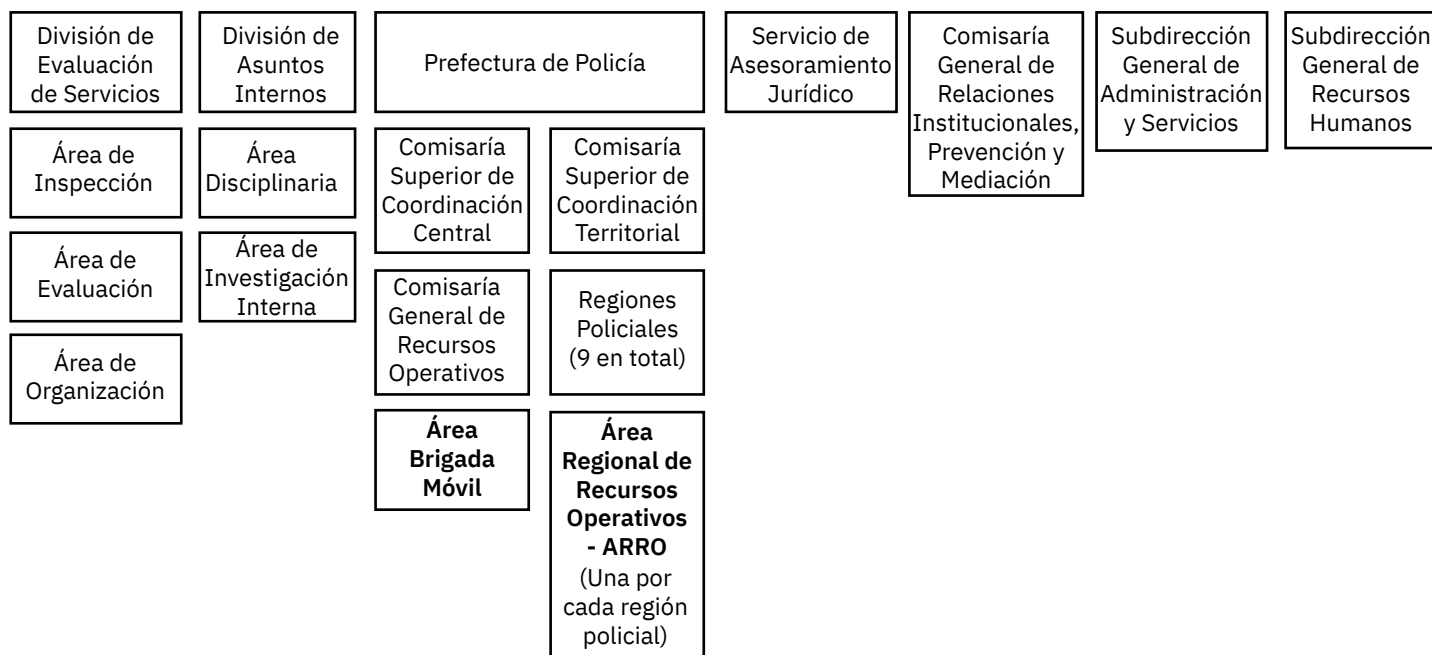 División de
Evaluación
de Servicios
División de
Asuntos
Internos
Prefectura de Policía
Servicio de
Asesoramiento
Jurídico
Comisaría
General de
Relaciones
Institucionales,
Prevención y
Mediación
Subdirección
General de
Administración
y Servicios
Subdirección
General de
Recursos
Humanos
Área de
Inspección
Área
Disciplinaria
Comisaría
Superior de
Coordinación
Central
Comisaría
Superior de
Coordinación
Territorial
Área de
Evaluación
Área de
Investigación
Interna
Comisaría
General de
Recursos
Operativos
Regiones
Policiales
(9 en total)
Área de
Organización
Área
Brigada
Móvil
Área
Regional de
Recursos
Operativos
- ARRO
(Una por
cada región
policial)